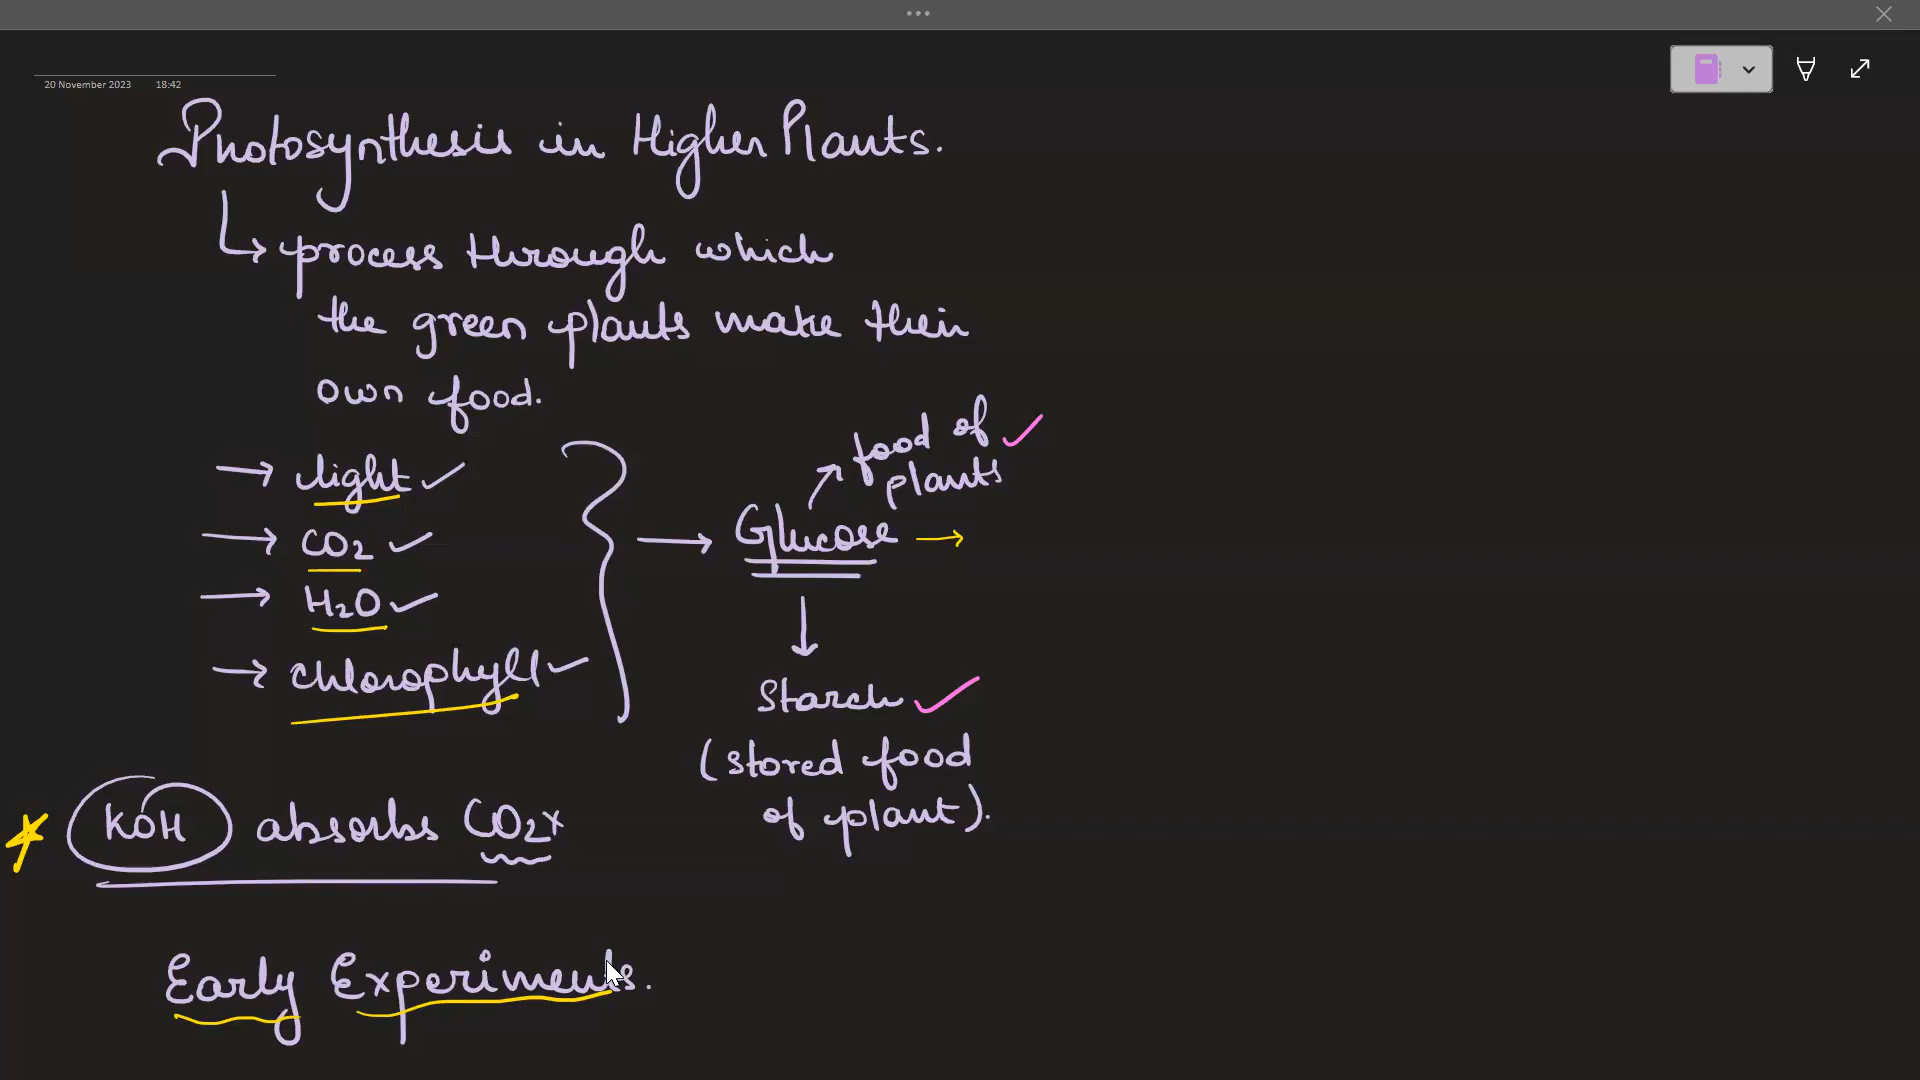 20 November 2023 18:42
Photosynthesis in Higher Plants.
process through which
the green plants make their
own food.
→ light ✓
→ CO2 ✓
→ H2O ✓
→ chlorophyll ✓
food of ✓
plants
→ Glucose →
Starch ✓
(stored food
of plant).
KOH absorbs CO2x
Early Experiments.